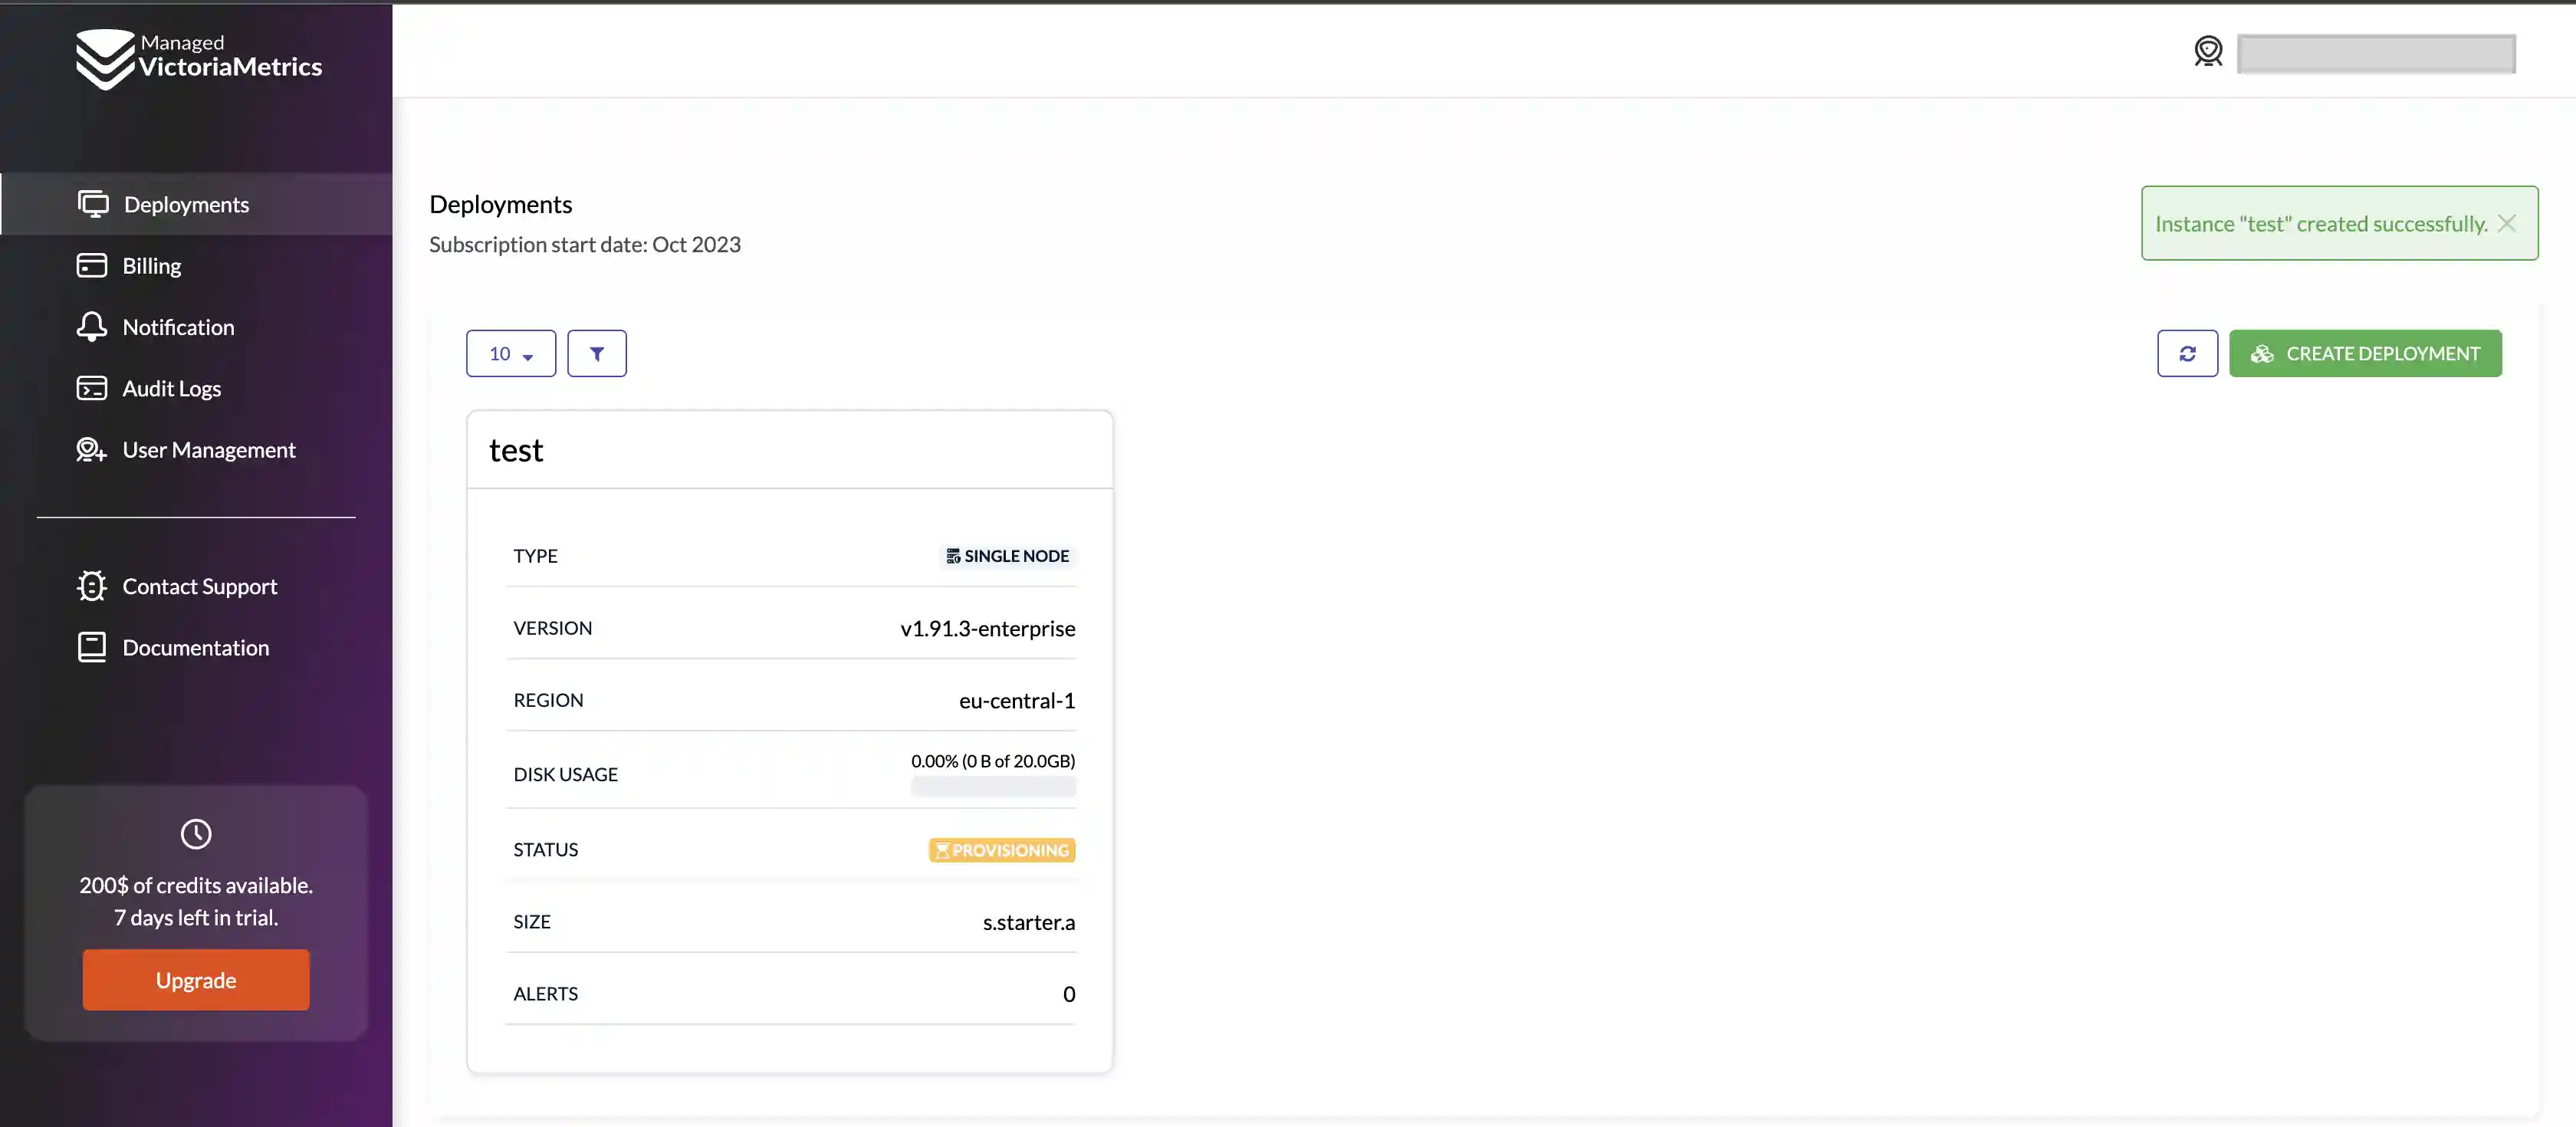 Managed
VictoriaMetrics
Deployments
Billing
Notification
Audit Logs
User Management
Contact Support
Documentation
200$ of credits available.
7 days left in trial.
Upgrade
Deployments
Subscription start date: Oct 2023
Instance "test" created successfully.
10
CREATE DEPLOYMENT
test
TYPE SINGLE NODE
VERSION v1.91.3-enterprise
REGION eu-central-1
DISK USAGE 0.00% (0 B of 20.0GB)
STATUS PROVISIONING
SIZE s.starter.a
ALERTS 0